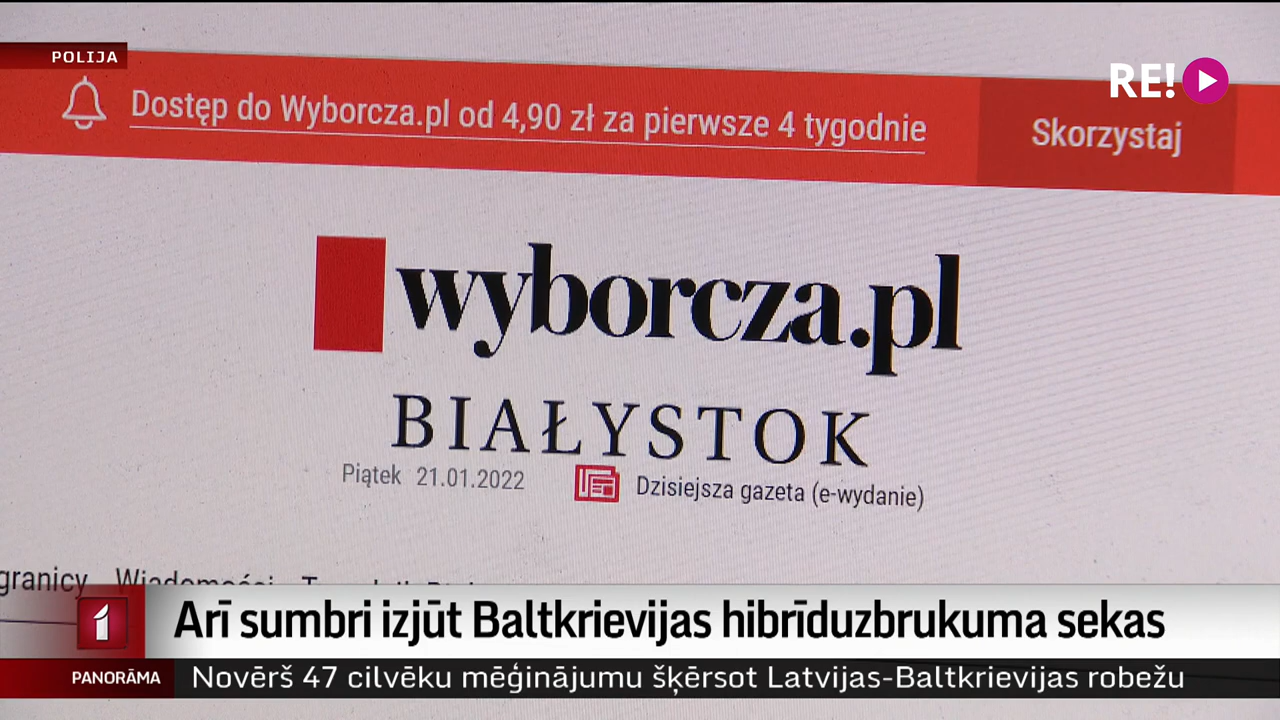 POLIJA
RE!
Dostęp do Wyborcza.pl od 4,90 zł za pierwsze 4 tygodnie
Skorzystaj
wyborcza.pl
BIAŁYSTOK
Piątek 21.01.2022
Dzisiejsza gazeta (e-wydanie)
granicy Wiadomości
1
Arī sumbri izjūt Baltkrievijas hibrīduzbrukuma sekas
PANORĀMA
Novērš 47 cilvēku mēģinājumu šķērsot Latvijas-Baltkrievijas robežu